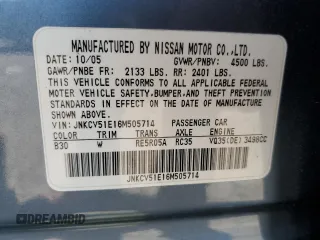 MANUFACTURED BY NISSAN MOTOR CO.,LTD.
DATE: 10/05 GVWR/PNBV: 4500 LBS.
GAWR/PNBE FR: 2133 LBS. RR: 2401 LBS.
THIS VEHICLE CONFORMS TO ALL APPLICABLE FEDERAL
MOTOR VEHICLE SAFETY, BUMPER, AND THEFT PREVENTION
STANDARDS IN EFFECT ON THE DATE OF MANUFACTURE
SHOWN ABOVE.
VIN: JNKCV51E16M505714 PASSENGER CAR
COLOR TRIM TRANS AXLE ENGINE
B30 W RE5R05A RC35 VQ35(DE) 3498CC
JNKCV51E16M505714
DREAMBID